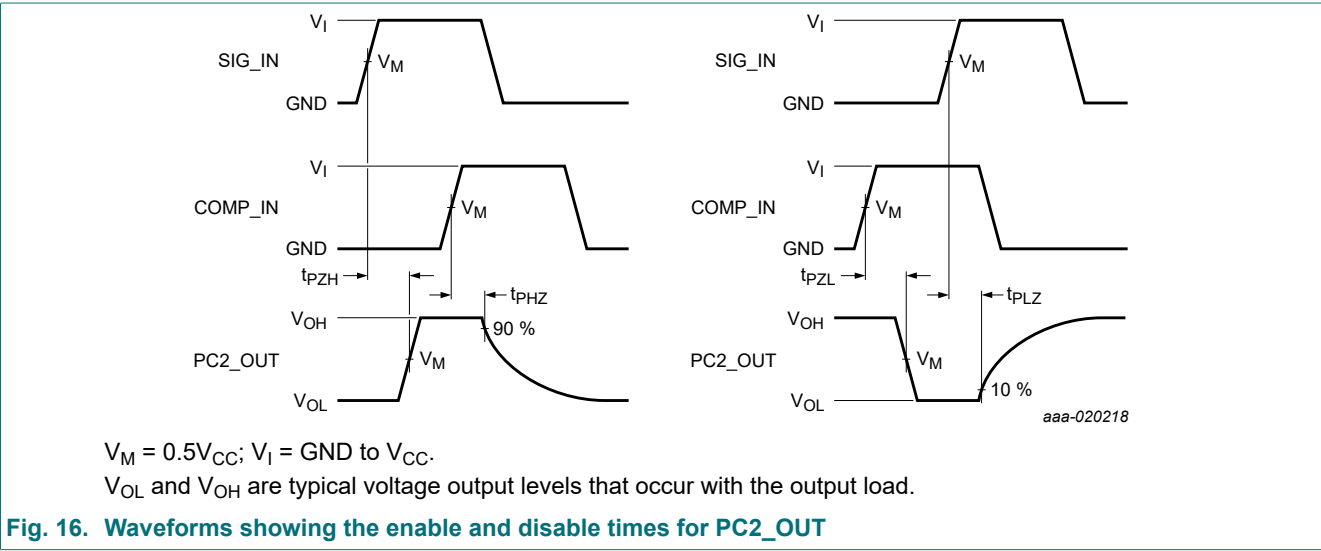 V_I
SIG_IN
V_M
GND
V_I
COMP_IN
V_M
GND
t_PZH
t_PHZ
V_OH
90 %
PC2_OUT
V_M
V_OL
V_I
SIG_IN
V_M
GND
V_I
COMP_IN
V_M
GND
t_PZL
t_PLZ
V_OH
PC2_OUT
V_M
10 %
V_OL
aaa-020218
V_M = 0.5V_CC; V_I = GND to V_CC.
V_OL and V_OH are typical voltage output levels that occur with the output load.
Fig. 16. Waveforms showing the enable and disable times for PC2_OUT